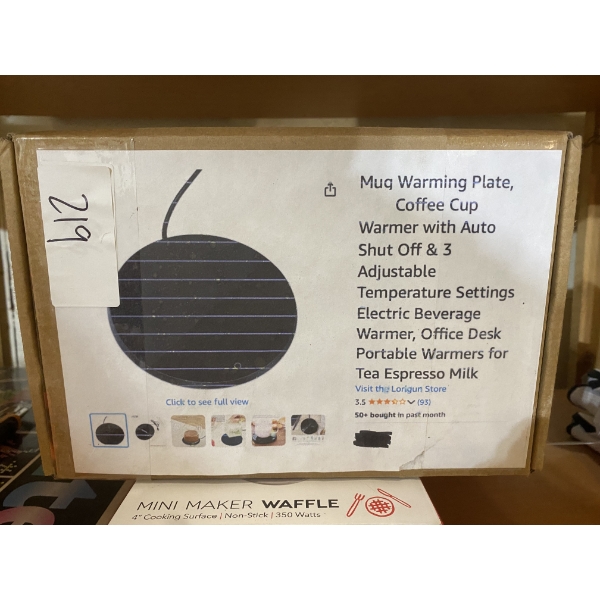 219
Muq Warming Plate,
Coffee Cup
Warmer with Auto
Shut Off & 3
Adjustable
Temperature Settings
Electric Beverage
Warmer, Office Desk
Portable Warmers for
Tea Espresso Milk
Visit the Lorigun Store
3.5 (93)
50+ bought in past month
Click to see full view
MINI MAKER WAFFLE
4" Cooking Surface | Non-Stick | 350 Watts